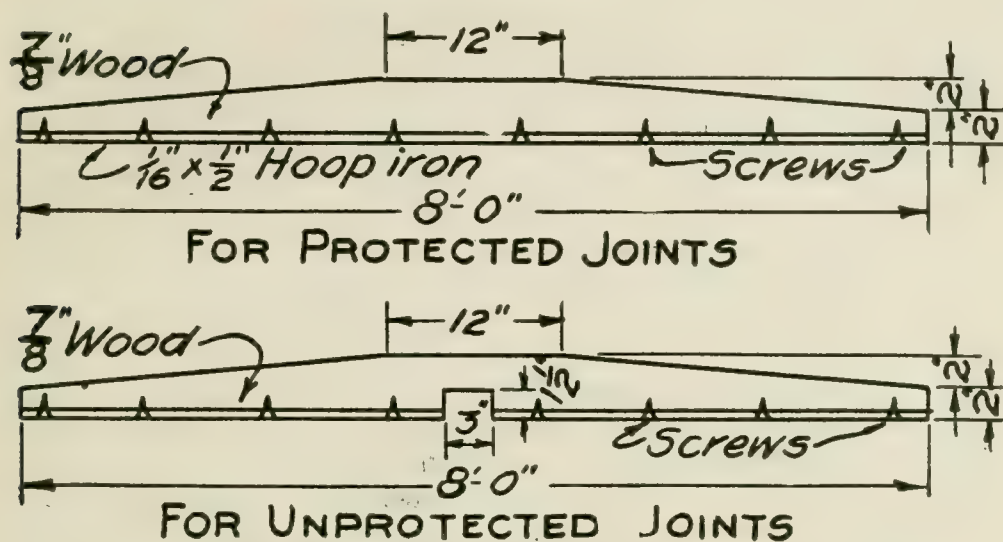 12"
7/8" Wood
2"
2"
1/16" x 1/2" Hoop iron
Screws
8'-0"
FOR PROTECTED JOINTS
12"
7/8" Wood
2"
1/2"
2"
3"
Screws
8'-0"
FOR UNPROTECTED JOINTS